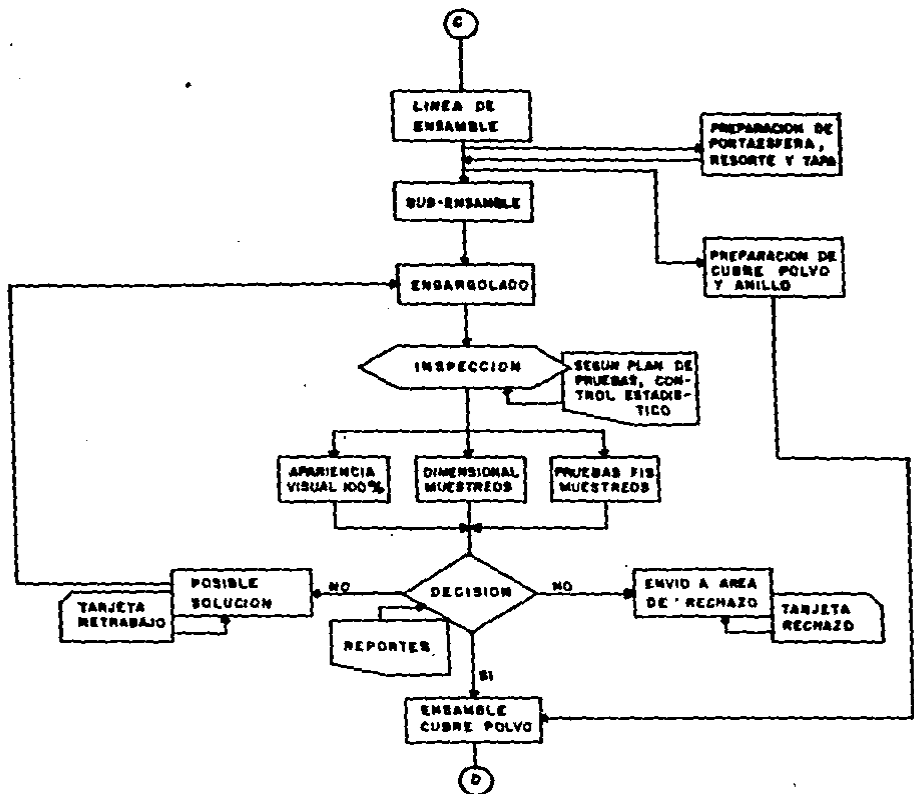 C
LINEA DE
ENSAMBLE
PREPARACION DE
PORTAESFERA,
RESORTE Y TAPA
SUB-ENSAMBLE
PREPARACION DE
CUBRE POLVO
Y ANILLO
ENGARGOLADO
INSPECCION
SEGUN PLAN DE
PRUEBAS, CON-
TROL ESTADIS-
TICO
APARIENCIA
VISUAL 100%
DIMENSIONAL
MUESTREOS
PRUEBAS FIS
MUESTREOS
POSIBLE
SOLUCION
NO
DECISION
NO
ENVIO A AREA
DE RECHAZO
TARJETA
RETRABAJO
TARJETA
RECHAZO
REPORTES
SI
ENSAMBLE
CUBRE POLVO
D